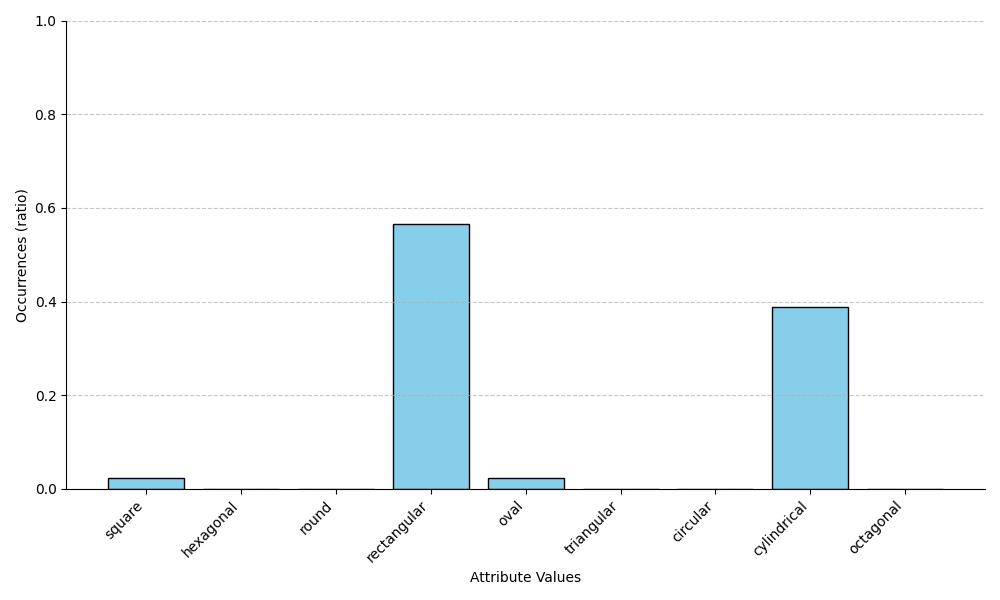 1.0
0.8
0.6
0.4
0.2
0.0
Occurrences (ratio)
square
hexagonal
round
rectangular
oval
triangular
circular
cylindrical
octagonal
Attribute Values